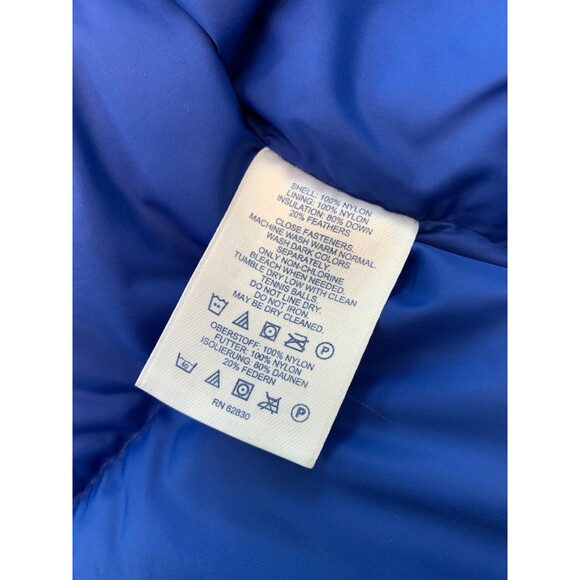 SHELL: 100% NYLON
LINING: 100% NYLON
INSULATION: 80% DOWN
20% FEATHERS
CLOSE FASTENERS.
MACHINE WASH WARM NORMAL.
WASH DARK COLORS
SEPARATELY.
ONLY NON-CHLORINE
BLEACH WHEN NEEDED.
TUMBLE DRY LOW WITH CLEAN
TENNIS BALLS.
DO NOT LINE DRY.
DO NOT IRON.
MAY BE DRY CLEANED.
P
OBERSTOFF: 100% NYLON
FUTTER: 100% NYLON
ISOLIERUNG: 80% DAUNEN
20% FEDERN
40 P
RN 62830